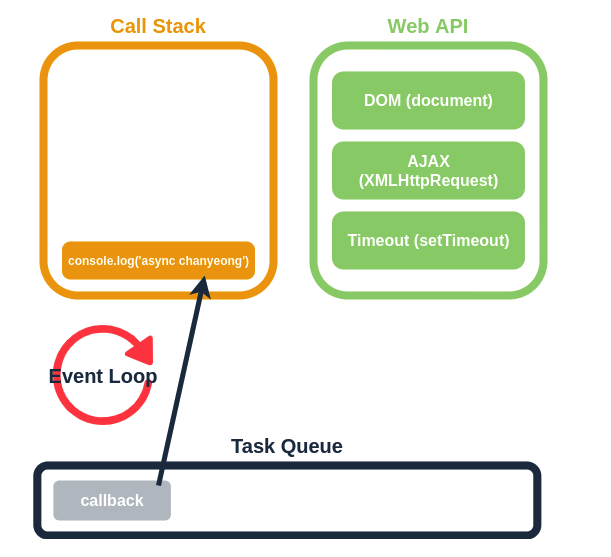 Call Stack
Web API
DOM (document)
AJAX
(XMLHttpRequest)
Timeout (setTimeout)
console.log('async chanyeong')
Event Loop
Task Queue
callback